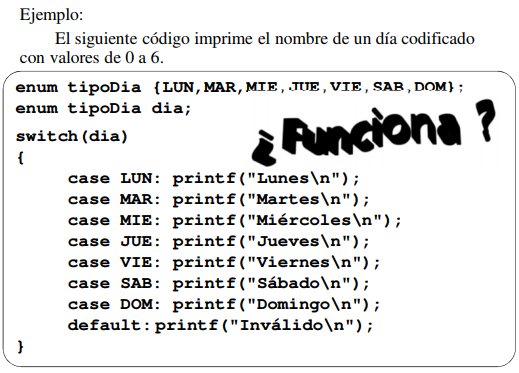 Ejemplo:
El siguiente código imprime el nombre de un día codificado
con valores de 0 a 6.
enum tipoDia {LUN,MAR,MIE,JUE,VIE,SAB,DOM};
enum tipoDia dia;
¿Funciona?
switch(dia)
{
case LUN: printf("Lunes\n");
case MAR: printf("Martes\n");
case MIE: printf("Miércoles\n");
case JUE: printf("Jueves\n");
case VIE: printf("Viernes\n");
case SAB: printf("Sábado\n");
case DOM: printf("Domingo\n");
default:printf("Inválido\n");
}